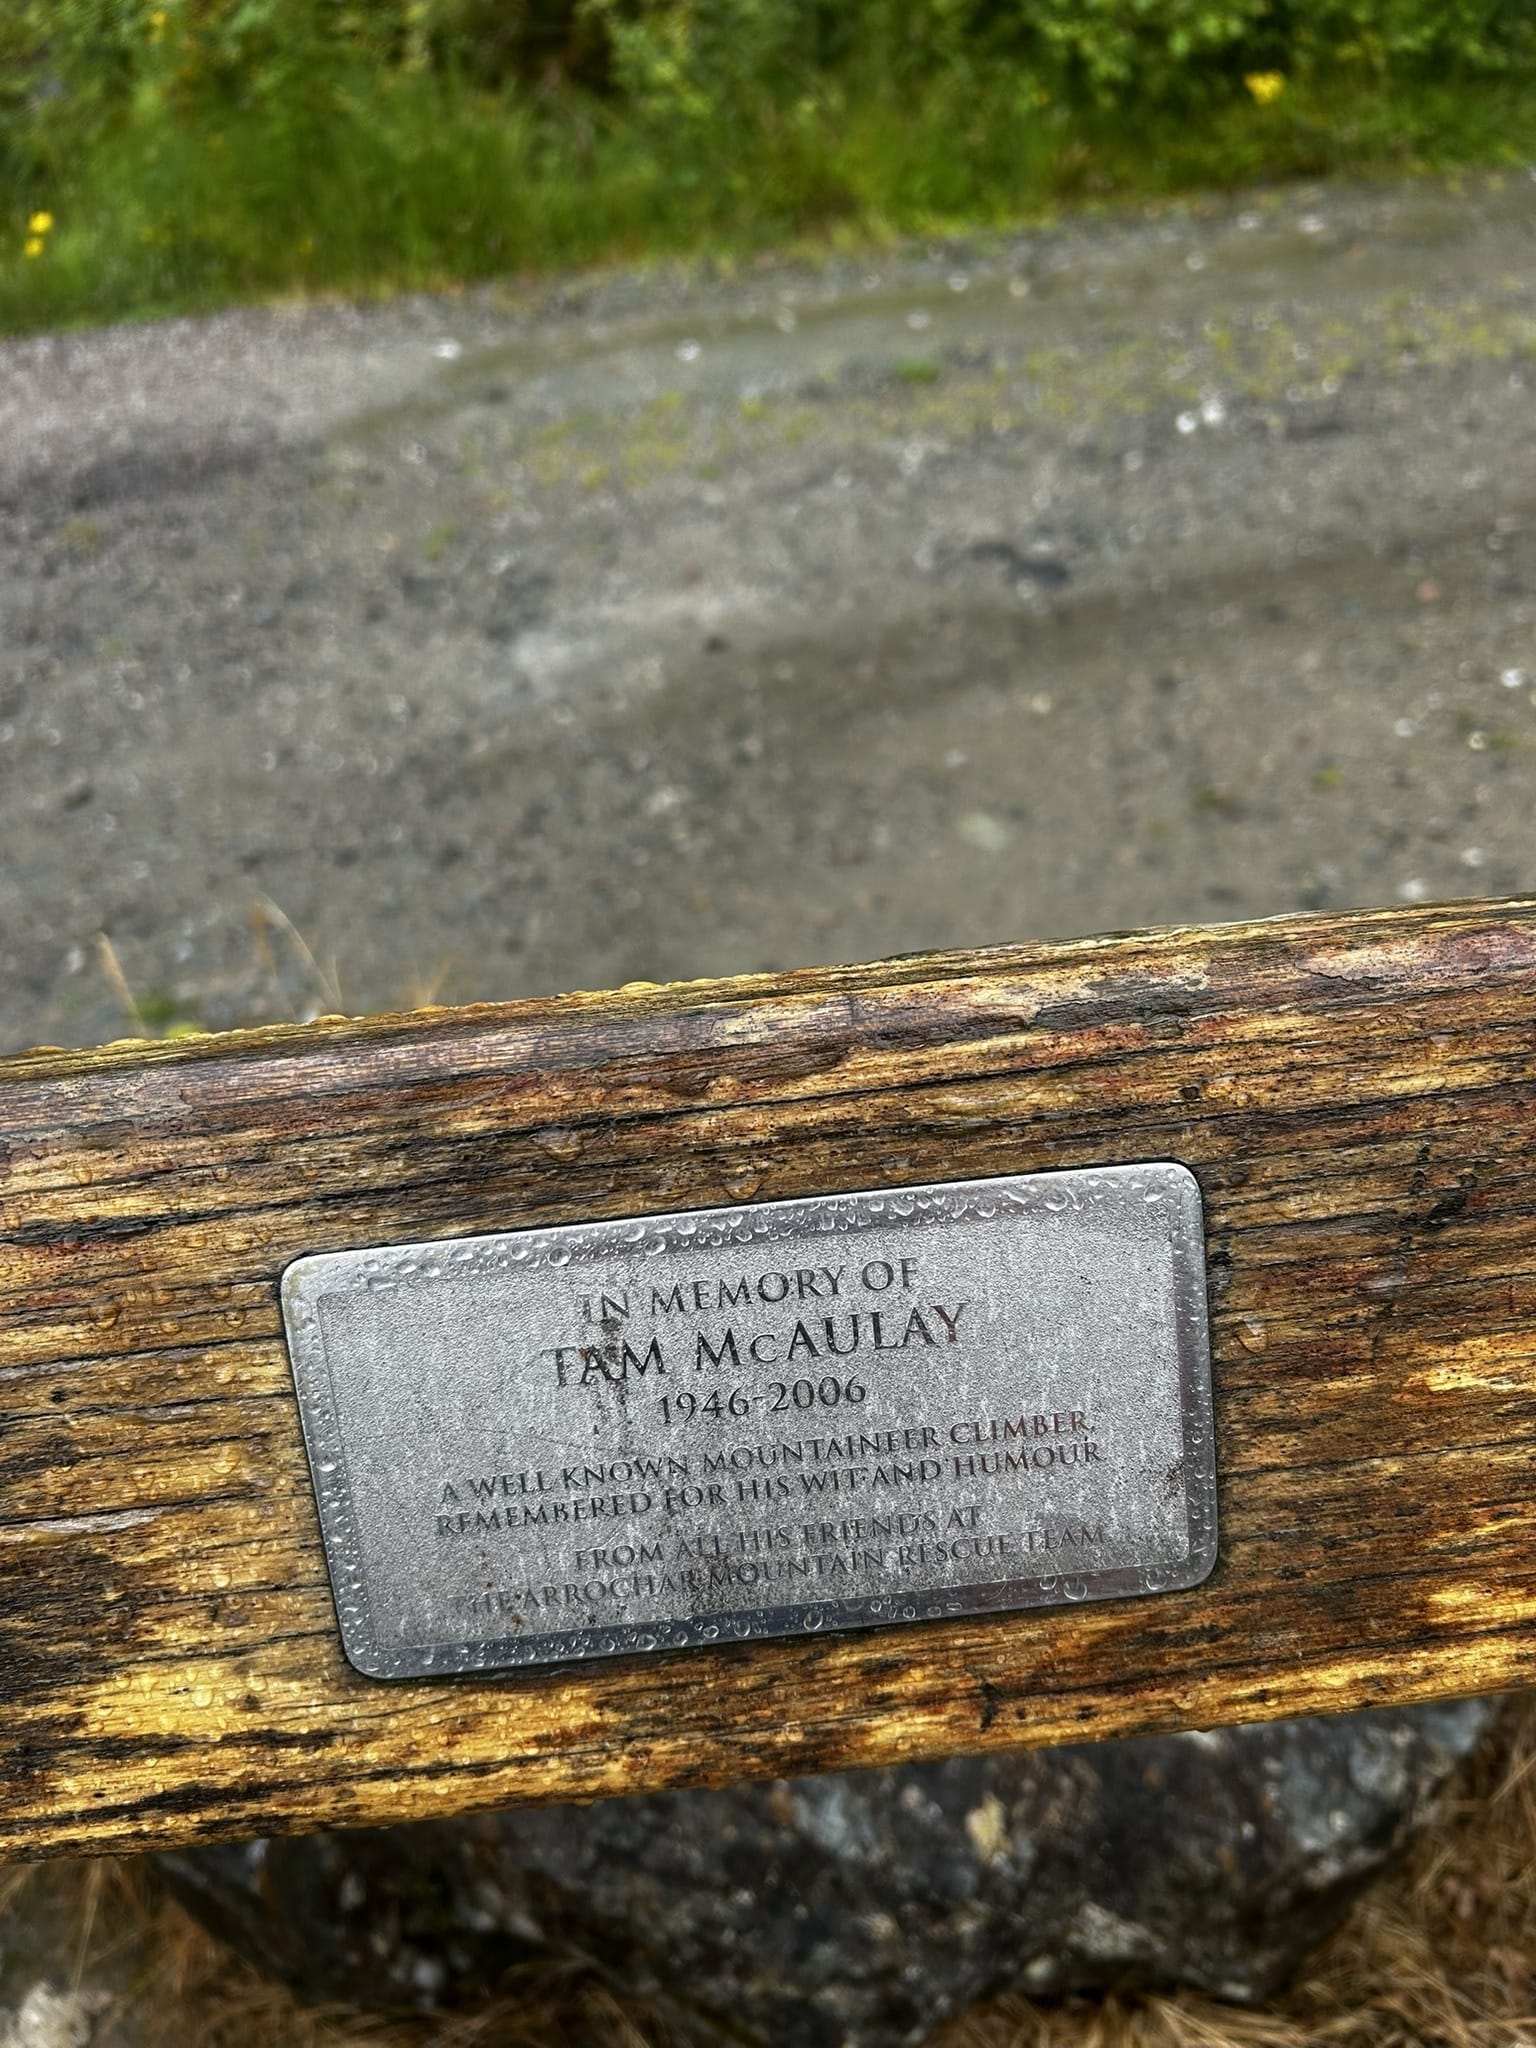 IN MEMORY OF
TAM McAULAY
1946-2006
A WELL KNOWN MOUNTAINEER CLIMBER,
REMEMBERED FOR HIS WIT AND HUMOUR
FROM ALL HIS FRIENDS AT
THE ARROCHAR MOUNTAIN RESCUE TEAM